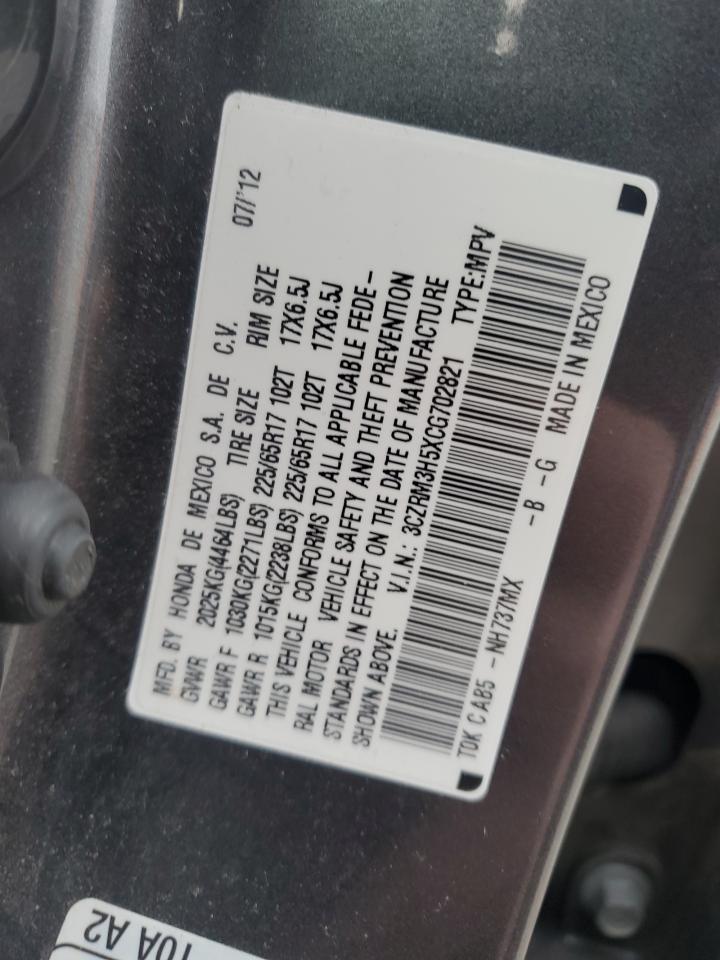 07/'12
MFD. BY HONDA DE MEXICO S.A. DE C.V.
GVWR 2025KG(4464LBS) TIRE SIZE RIM SIZE
GAWR F 1030KG(2271LBS) 225/65R17 102T 17X6.5J
GAWR R 1015KG(2238LBS) 225/65R17 102T 17X6.5J
THIS VEHICLE CONFORMS TO ALL APPLICABLE FEDE-
RAL MOTOR VEHICLE SAFETY AND THEFT PREVENTION
STANDARDS IN EFFECT ON THE DATE OF MANUFACTURE
SHOWN ABOVE. V.I.N.: 3CZRM3H5XCG702821 TYPE:MPV
T0K C AB5 -NH737MX -B -G MADE IN MEXICO
10A A2